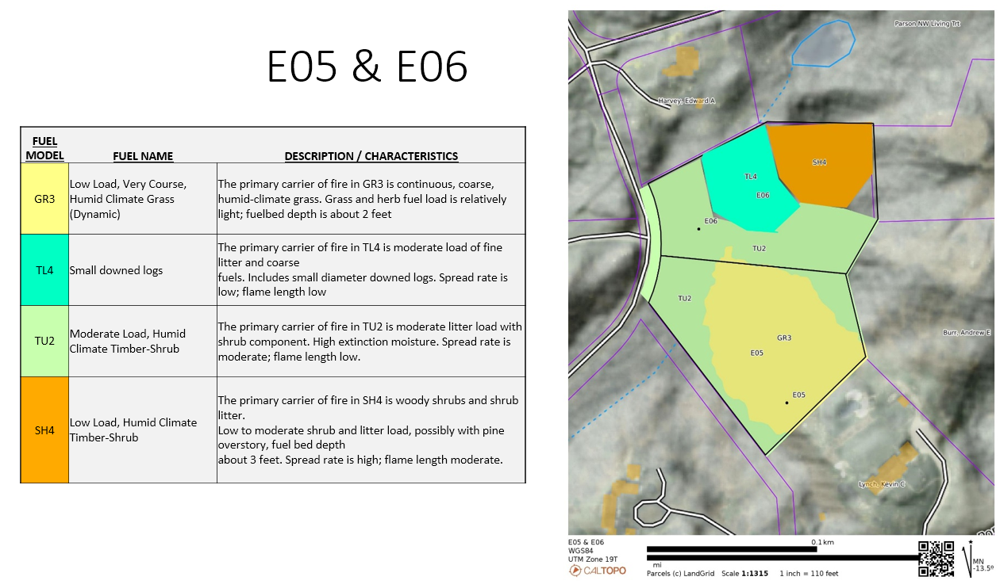 E05 & E06
FUEL
MODEL
FUEL NAME
DESCRIPTION / CHARACTERISTICS
GR3
Low Load, Very Course,
Humid Climate Grass
(Dynamic)
The primary carrier of fire in GR3 is continuous, coarse,
humid-climate grass. Grass and herb fuel load is relatively
light; fuelbed depth is about 2 feet
TL4
Small downed logs
The primary carrier of fire in TL4 is moderate load of fine
litter and coarse
fuels. Includes small diameter downed logs. Spread rate is
low; flame length low
TU2
Moderate Load, Humid
Climate Timber-Shrub
The primary carrier of fire in TU2 is moderate litter load with
shrub component. High extinction moisture. Spread rate is
moderate; flame length low.
SH4
Low Load, Humid Climate
Timber-Shrub
The primary carrier of fire in SH4 is woody shrubs and shrub
litter.
Low to moderate shrub and litter load, possibly with pine
overstory, fuel bed depth
about 3 feet. Spread rate is high; flame length moderate.
Parson NW Living Trt
Harvey, Edward A
SH4
TL4
E06
E06
TU2
TU2
GR3
E05
E05
Burr, Andrew E
Lynch, Kevin C
E05 & E06
WGS84
UTM Zone 19T
CALTOPO
0.1 km
mi
Parcels (c) LandGrid Scale 1:1315 1 inch = 110 feet
MN
-13.5°